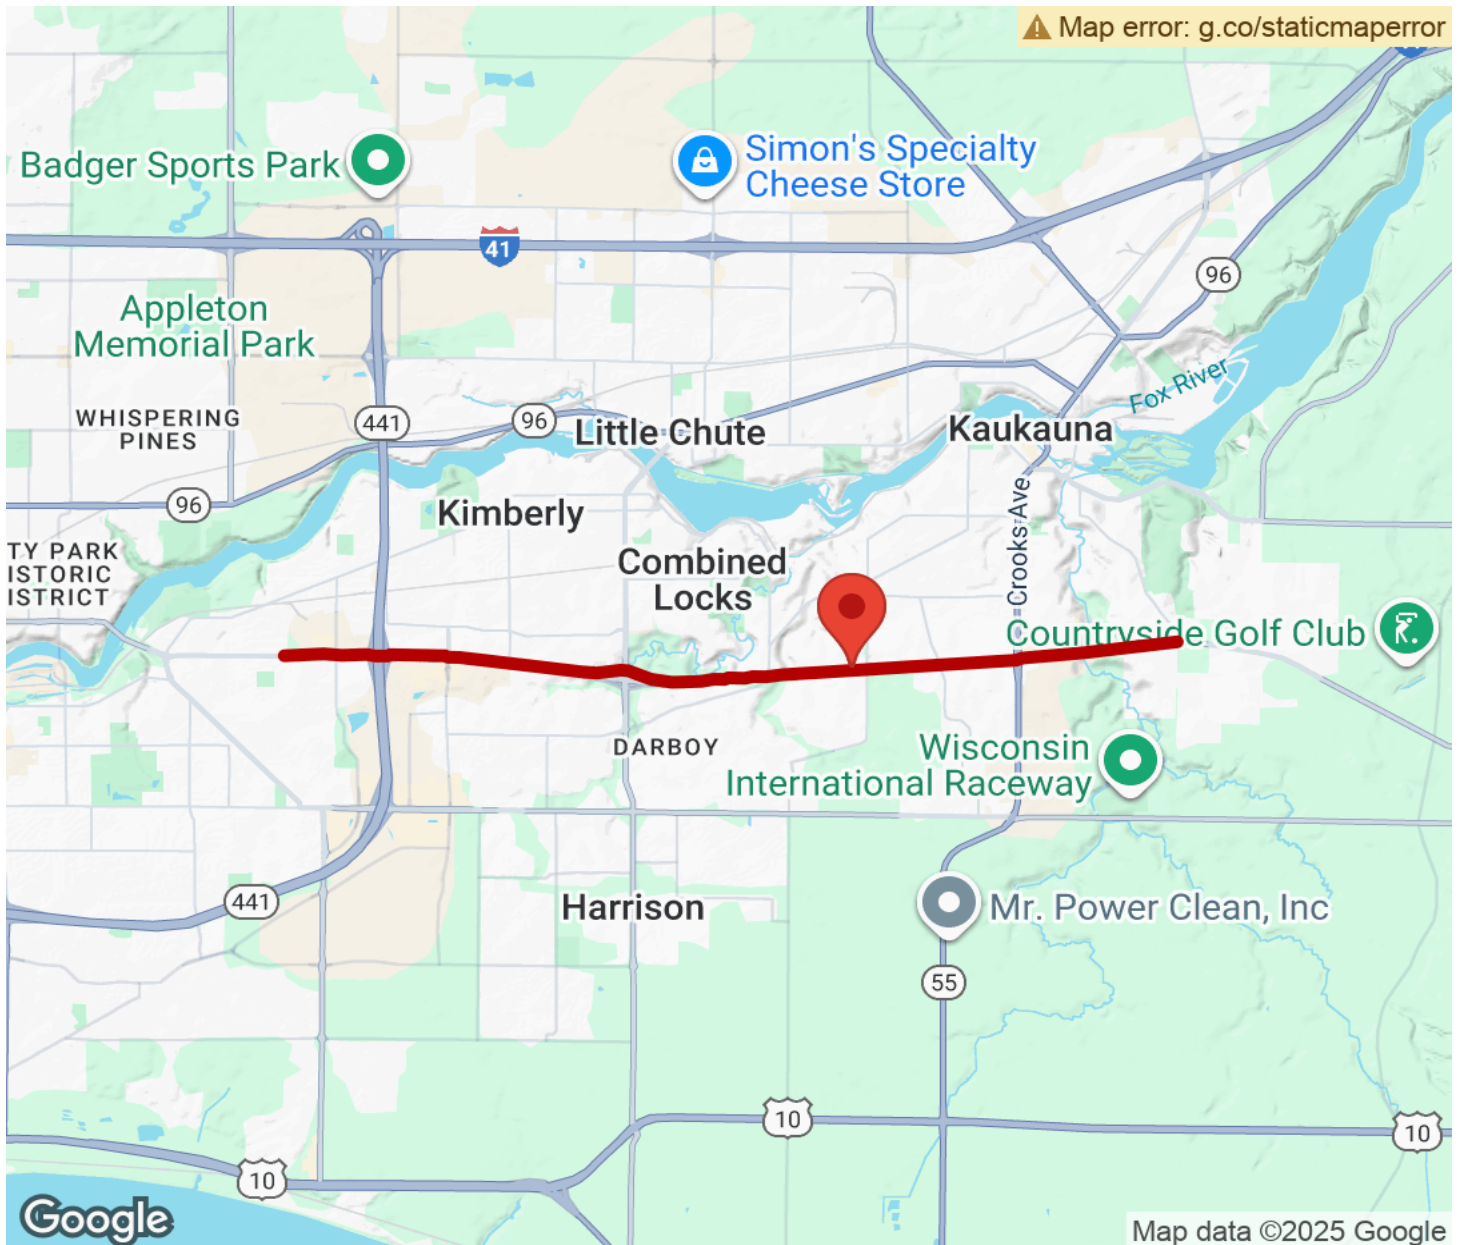 Map error: g.co/staticmaperror
Badger Sports Park
Simon's Specialty
Cheese Store
41
96
Appleton
Memorial Park
Fox River
WHISPERING
PINES
441
96
Little Chute
Kaukauna
96
Kimberly
Crooks Ave
TY PARK
ISTORIC
ISTRICT
Combined
Locks
Countryside Golf Club
DARBOY
Wisconsin
International Raceway
441
Harrison
Mr. Power Clean, Inc
55
10
10
10
Google
Map data ©2025 Google